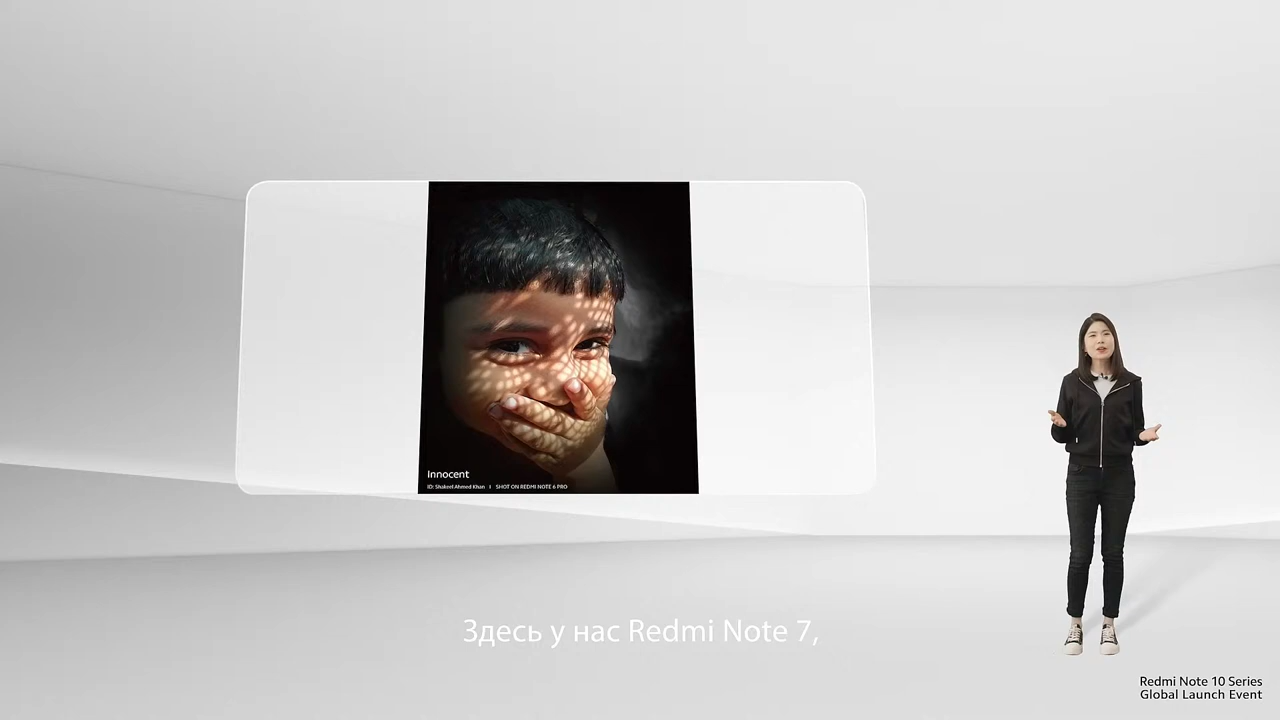 Innocent
ID: Shakeel Ahmed Khan I SHOT ON REDMI NOTE 6 PRO
Здесь у нас Redmi Note 7,
Redmi Note 10 Series
Global Launch Event